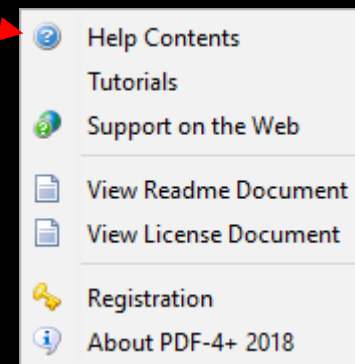 Help Contents
Tutorials
Support on the Web
View Readme Document
View License Document
Registration
About PDF-4+ 2018